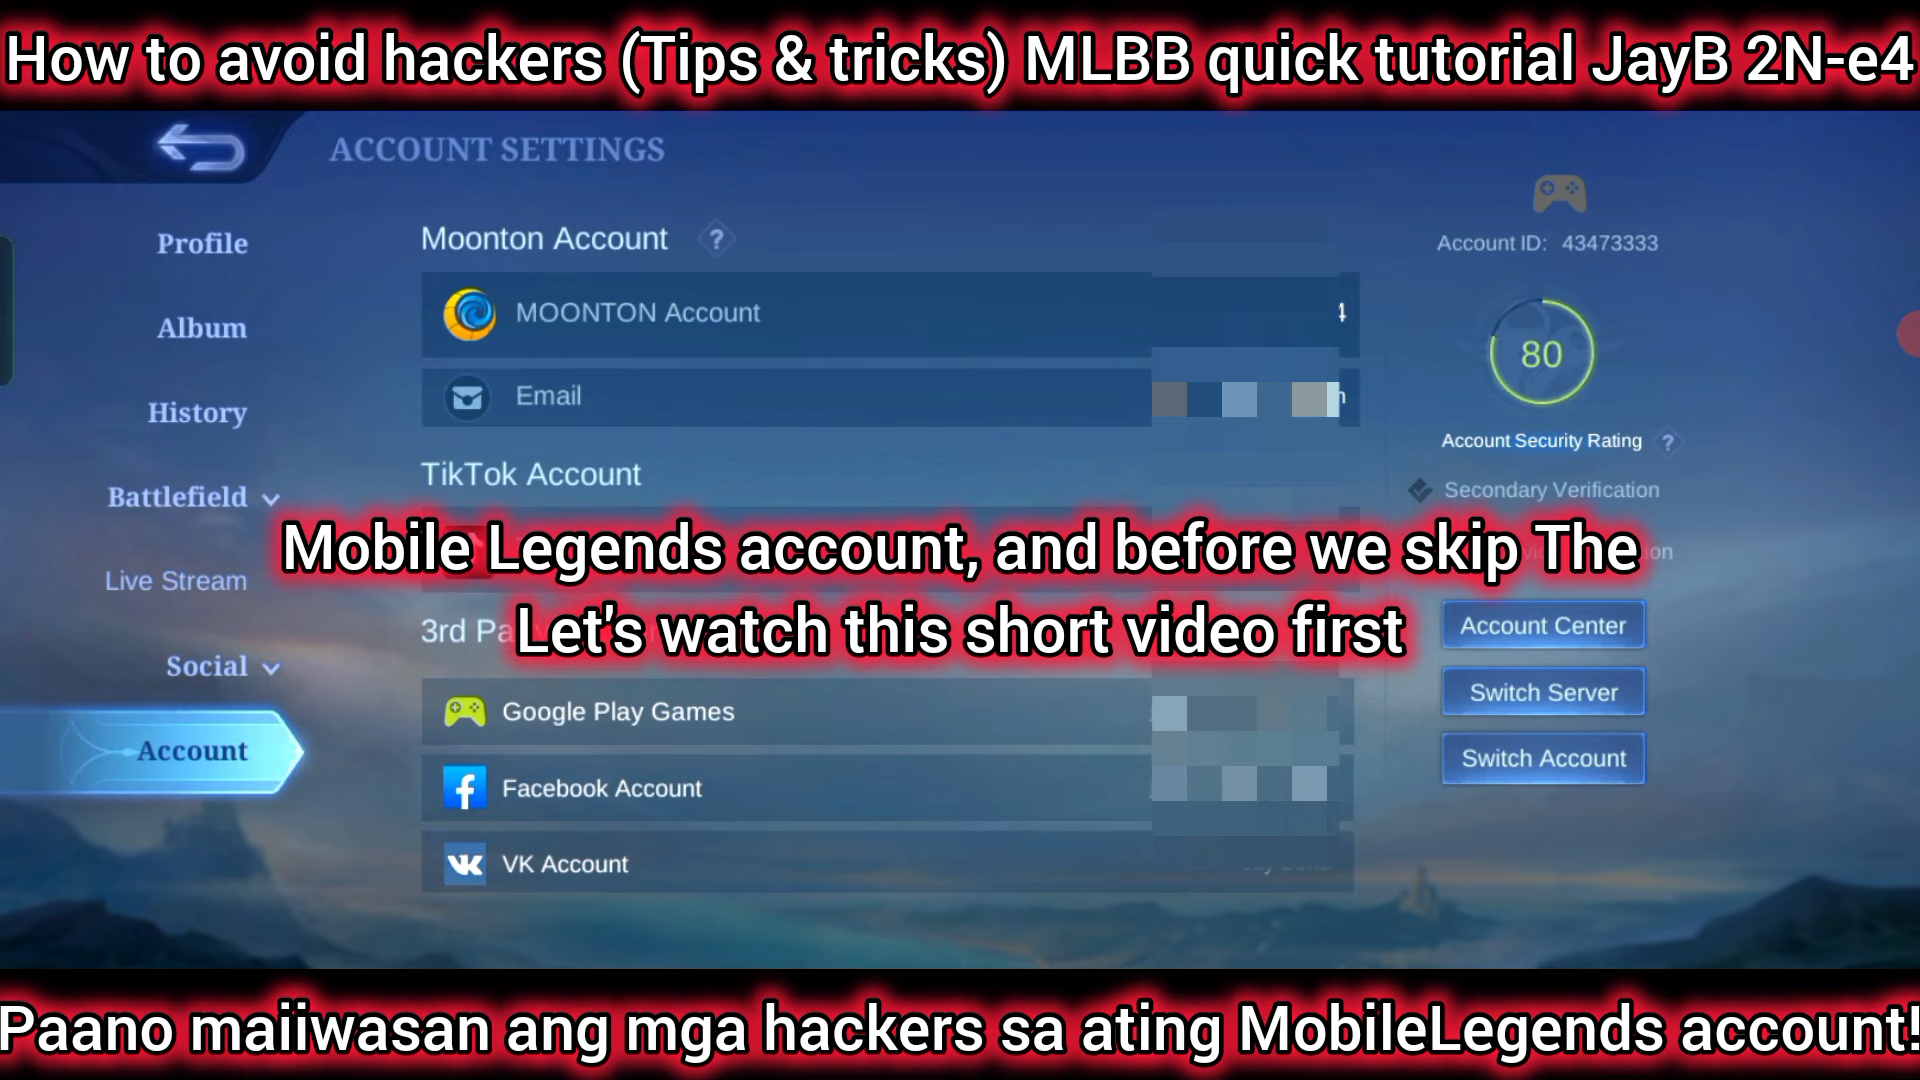 How to avoid hackers (Tips & tricks) MLBB quick tutorial JayB 2N-e4
ACCOUNT SETTINGS
Profile
Album
History
Battlefield
Live Stream
Social
Account
Moonton Account ?
MOONTON Account 4
Email
TikTok Account
Mobile Legends account, and before we skip The
Let's watch this short video first
3rd Pa
Google Play Games
Facebook Account
VK Account
Account ID: 43473333
80
Account Security Rating ?
Secondary Verification
Account Center
Switch Server
Switch Account
Paano maiiwasan ang mga hackers sa ating MobileLegends account!